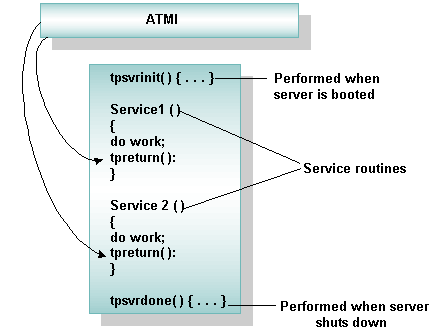 ATMI
tpsvrinit( ) { . . . }
Performed when
server is booted
Service1 ( )
{
do work;
tpreturn( ):
}
Service routines
Service 2 ( )
{
do work;
tpreturn( ):
}
tpsvrdone( ) { . . . }
Performed when server
shuts down